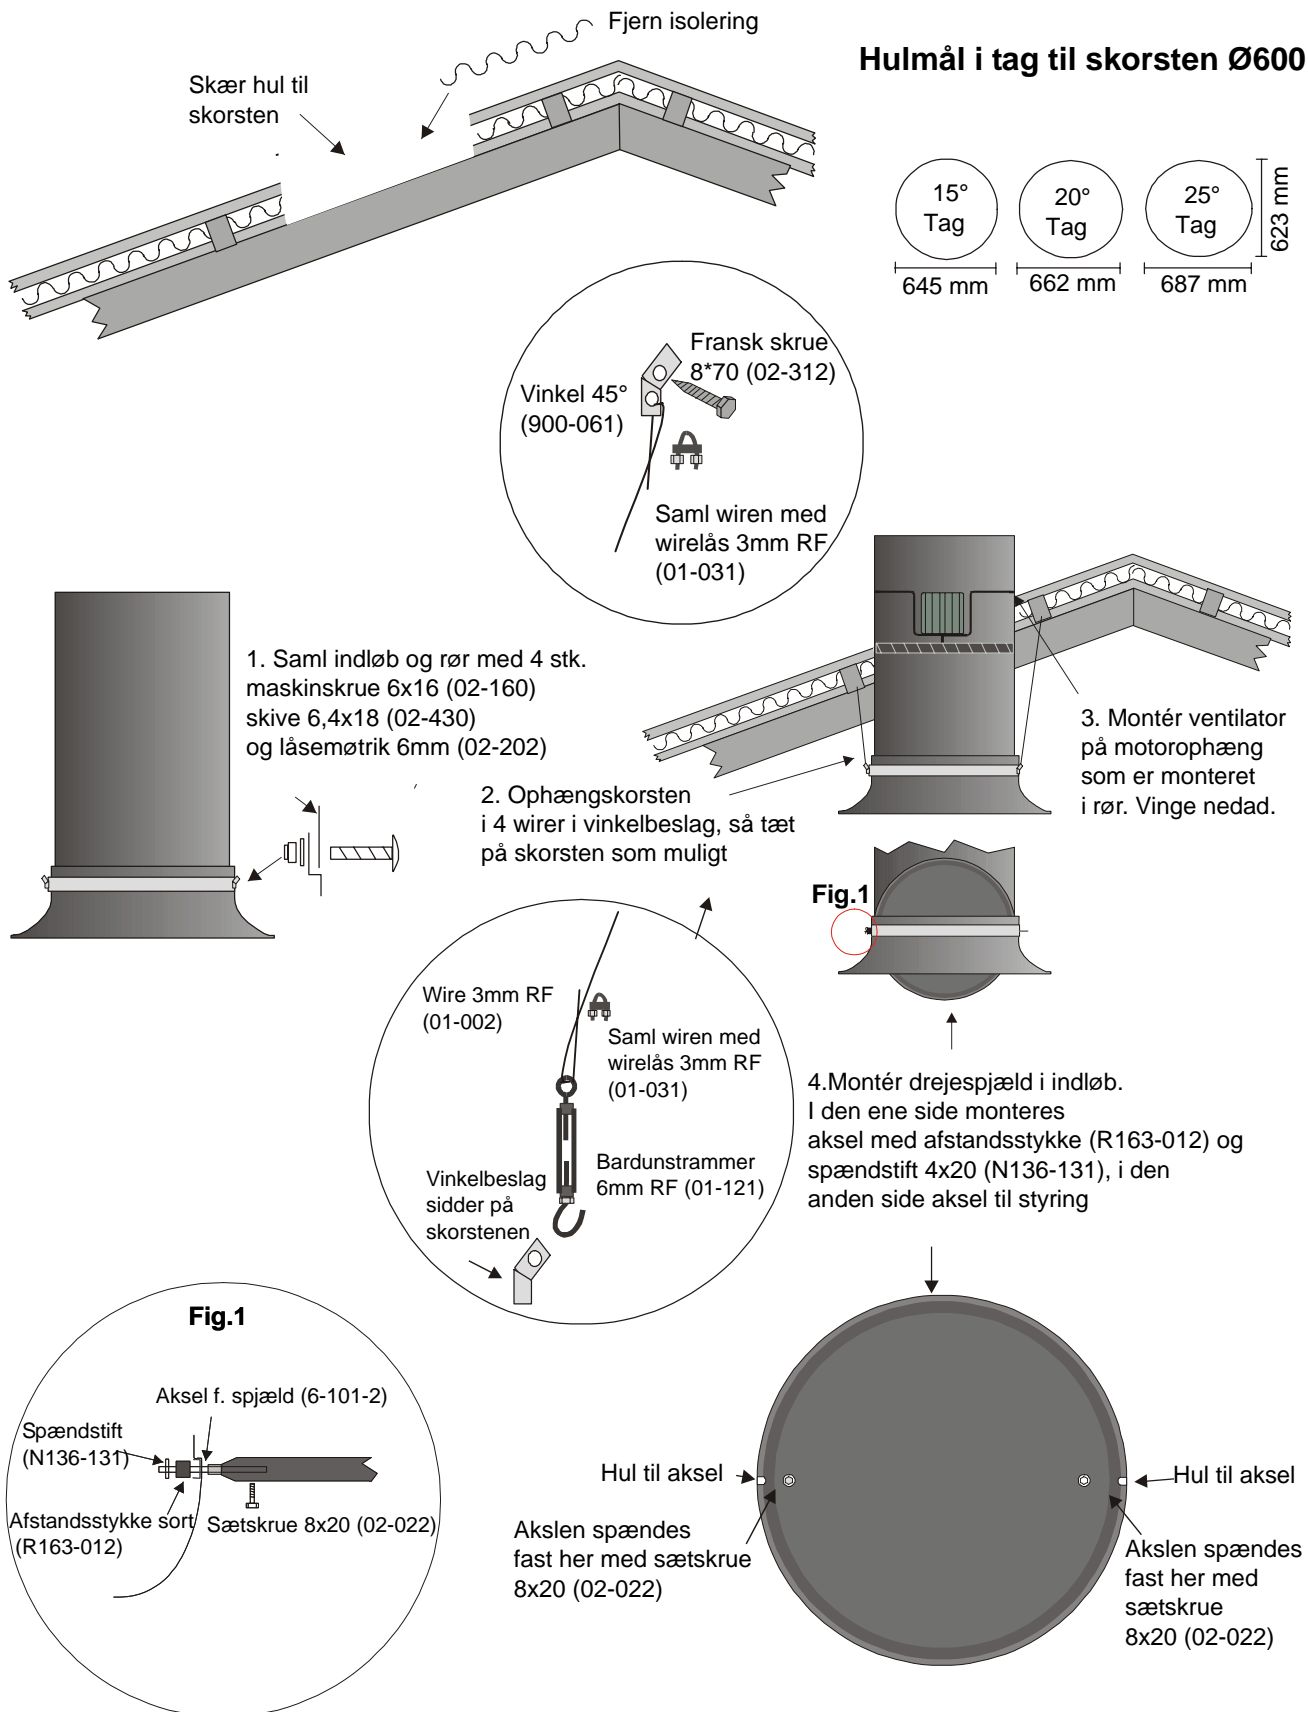 Fjern isolering
Hulmål i tag til skorsten Ø600
Skær hul til
skorsten
15°
Tag
20°
Tag
25°
Tag
623 mm
645 mm
662 mm
687 mm
Fransk skrue
8*70 (02-312)
Vinkel 45°
(900-061)
Saml wiren med
wirelås 3mm RF
(01-031)
1. Saml indløb og rør med 4 stk.
maskinskrue 6x16 (02-160)
skive 6,4x18 (02-430)
og låsemøtrik 6mm (02-202)
2. Ophængskorsten
i 4 wirer i vinkelbeslag, så tæt
på skorsten som muligt
3. Montér ventilator
på motorophæng
som er monteret
i rør. Vinge nedad.
Fig.1
Wire 3mm RF
(01-002)
Saml wiren med
wirelås 3mm RF
(01-031)
Bardunstrammer
6mm RF (01-121)
Vinkelbeslag
sidder på
skorstenen
4.Montér drejespjæld i indløb.
I den ene side monteres
aksel med afstandsstykke (R163-012) og
spændstift 4x20 (N136-131), i den
anden side aksel til styring
Fig.1
Aksel f. spjæld (6-101-2)
Spændstift
(N136-131)
Afstandsstykke sort
(R163-012)
Sætskrue 8x20 (02-022)
Hul til aksel
Hul til aksel
Akslen spændes
fast her med sætskrue
8x20 (02-022)
Akslen spændes
fast her med
sætskrue
8x20 (02-022)